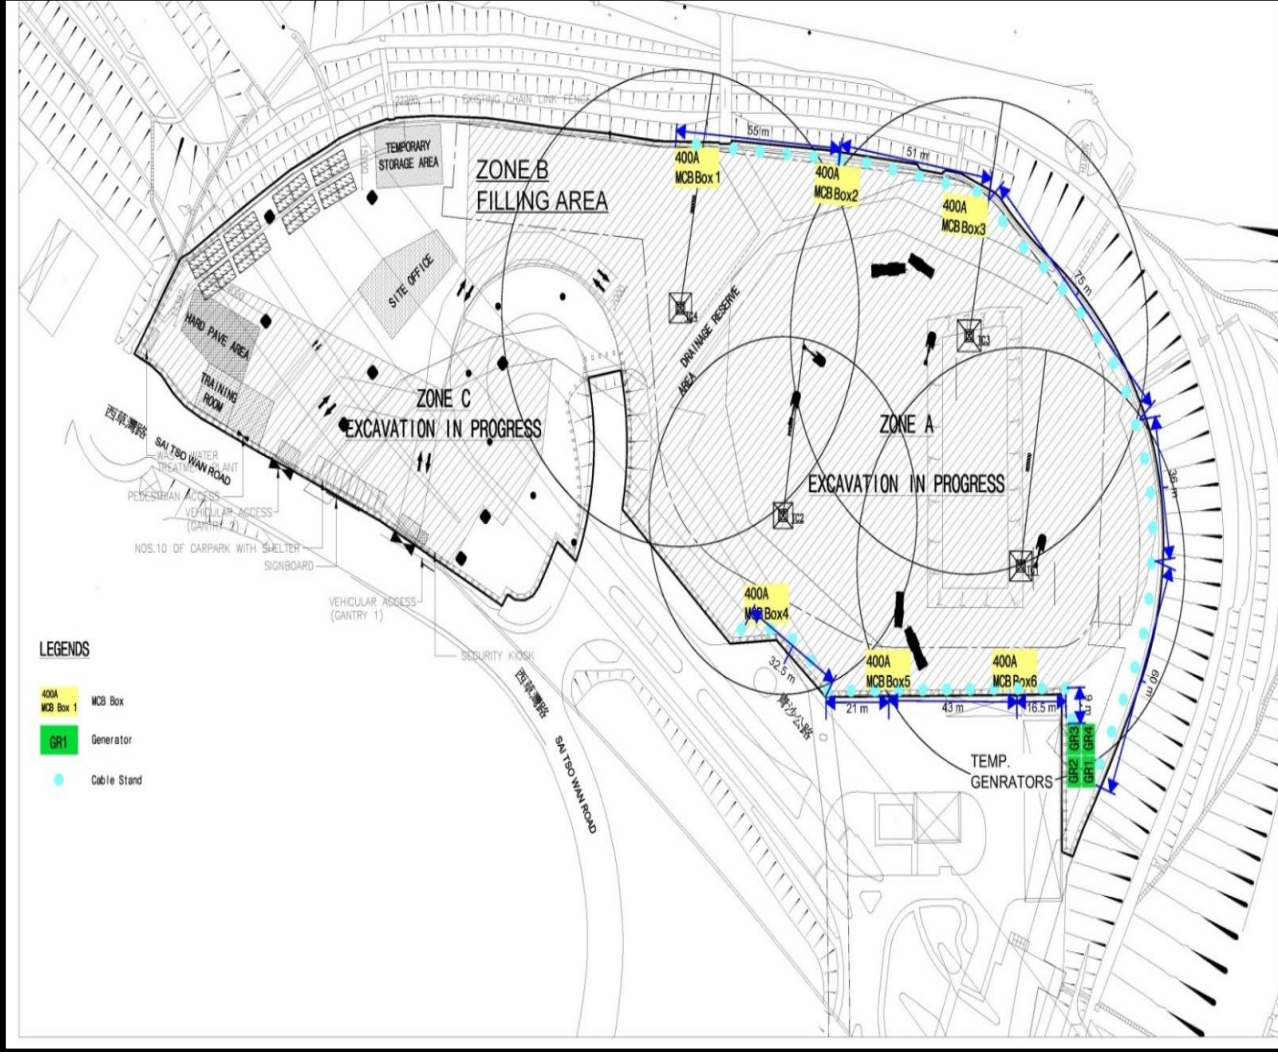 EXISTING CHAIN LINK FENCE
22200
15000
TEMPORARY
STORAGE AREA
ZONE B
FILLING AREA
55 m
51 m
400A
MCB Box 1
400A
MCB Box2
400A
MCB Box3
75 m
SITE OFFICE
HARD PAVE AREA
TRAINING
ROOM
TC4
TC3
DRAINAGE RESERVE
AREA
ZONE C
EXCAVATION IN PROGRESS
ZONE A
EXCAVATION IN PROGRESS
36 m
TC2
西草灣路
SAI TSO WAN ROAD
WASTE WATER
TREATMENT PLANT
PEDESTRIAN ACCESS
VEHICULAR ACCESS
(GANTRY 2)
NOS.10 OF CARPARK WITH SHELTER
SIGNBOARD
VEHICULAR ACCESS
(GANTRY 1)
SECURITY KIOSK
400A
MCB Box4
32.5 m
400A
MCB Box5
400A
MCB Box6
21 m
43 m
16.5 m
9 m
60 m
西草灣路
SAI TSO WAN ROAD
TEMP.
GENRATORS
GR3
GR4
GR2
GR1
LEGENDS
400A
MCB Box 1
MCB Box
GR1
Generator
Cable Stand